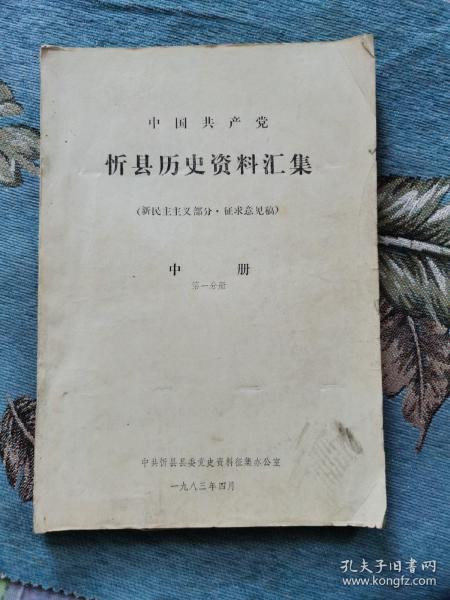 中国共产党
忻县历史资料汇集
(新民主主义部分·征求意见稿)
中 册
第一分册
中共忻县县委党史资料征集办公室
一九八三年四月
孔夫子旧书网
www.kongfz.com